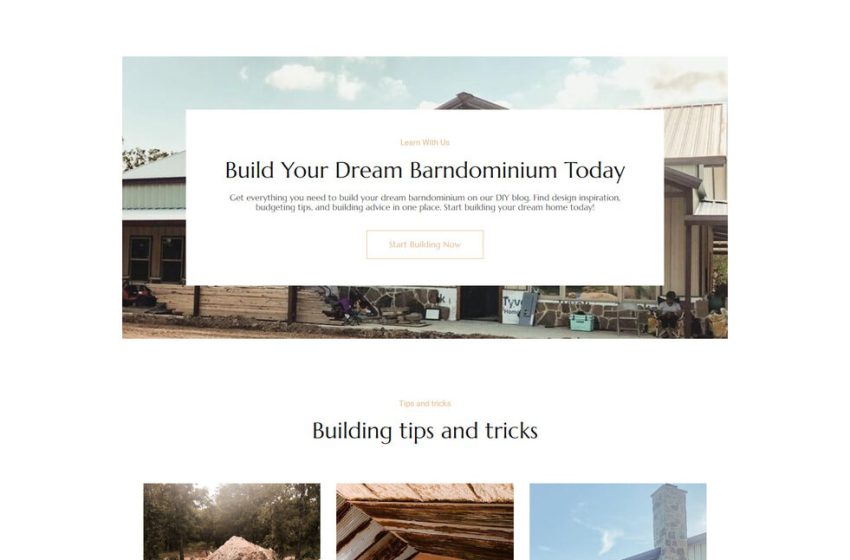 Learn With Us
Build Your Dream Barndominium Today
Get everything you need to build your dream barndominium on our DIY blog. Find design inspiration,
budgeting tips, and building advice in one place. Start building your dream home today!
Start Building Now
Tips and tricks
Building tips and tricks